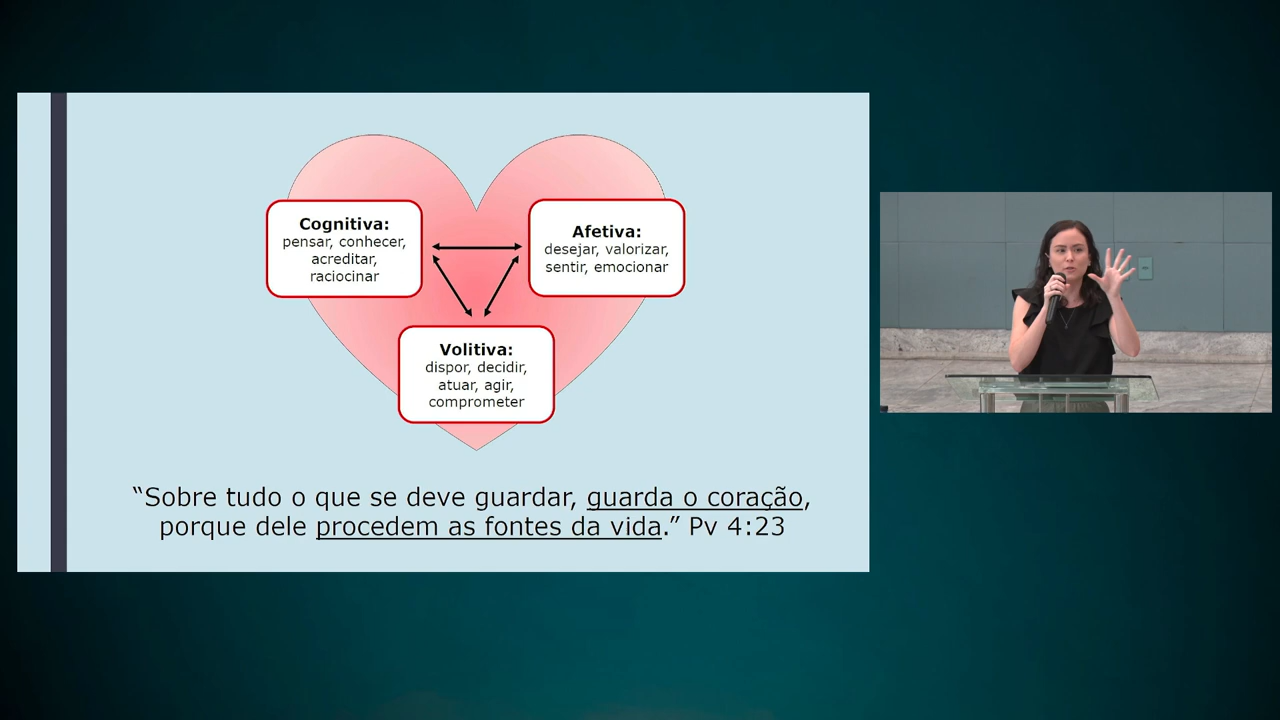 Cognitiva:
pensar, conhecer,
acreditar,
raciocinar
Afetiva:
desejar, valorizar,
sentir, emocionar
Volitiva:
dispor, decidir,
atuar, agir,
comprometer
“Sobre tudo o que se deve guardar, guarda o coração,
porque dele procedem as fontes da vida.” Pv 4:23